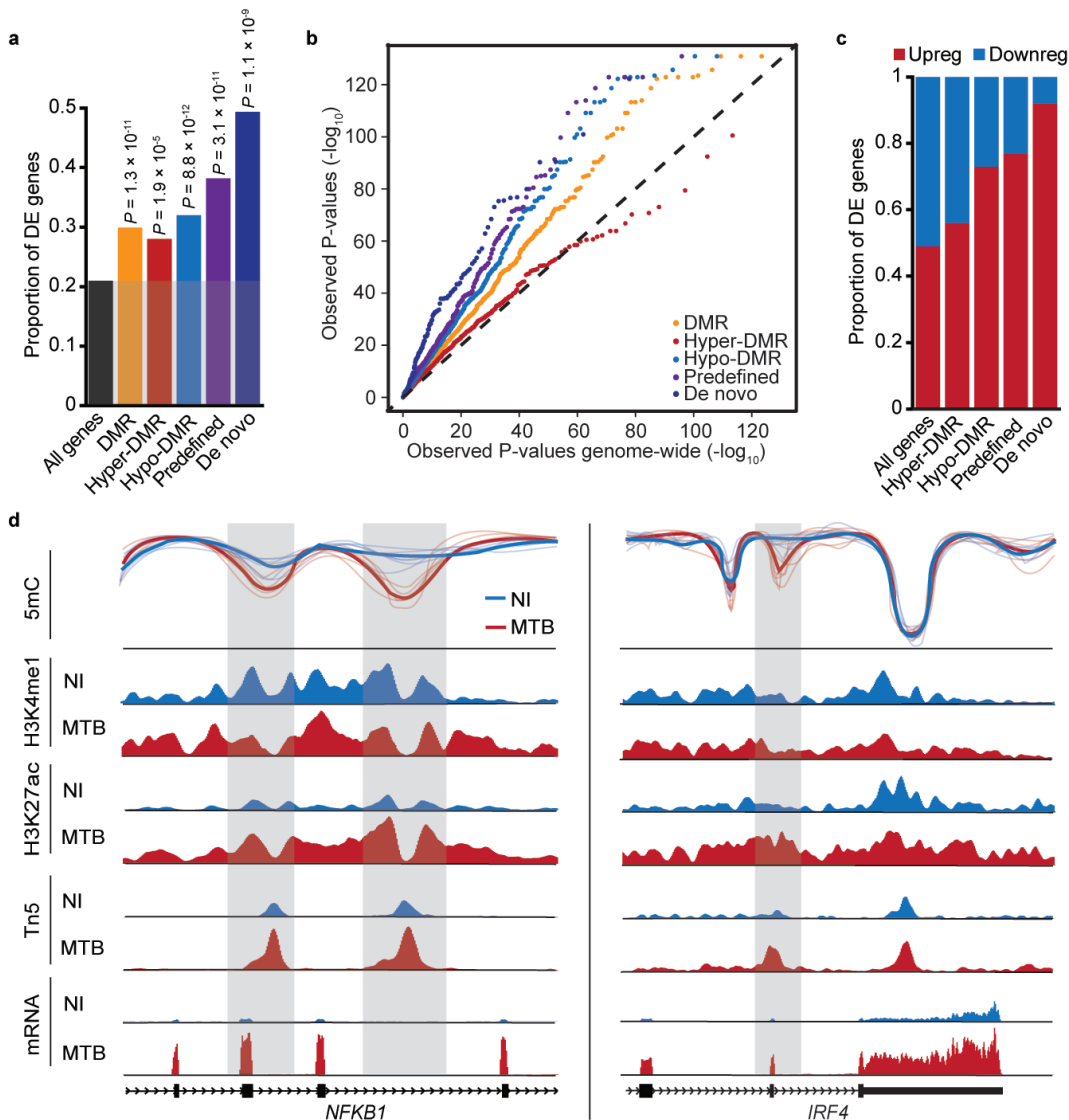 a
Proportion of DE genes
0.5
0.4
0.3
0.2
0.1
0
P = 1.3 × 10-11
P = 1.9 × 10-5
P = 8.8 × 10-12
P = 3.1 × 10-11
P = 1.1 × 10-9
All genes
DMR
Hyper-DMR
Hypo-DMR
Predefined
De novo
b
Observed P-values (-log10)
120
100
80
60
40
20
0
DMR
Hyper-DMR
Hypo-DMR
Predefined
De novo
0 20 40 60 80 100 120
Observed P-values genome-wide (-log10)
c
Upreg Downreg
Proportion of DE genes
1
0.8
0.6
0.4
0.2
0
All genes
Hyper-DMR
Hypo-DMR
Predefined
De novo
d
5mC
NI
MTB
H3K4me1
NI
MTB
H3K27ac
NI
MTB
Tn5
NI
MTB
mRNA
NI
MTB
NFKB1
IRF4